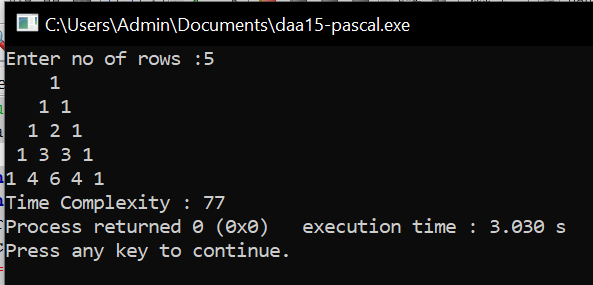 C:\Users\Admin\Documents\daa15-pascal.exe
Enter no of rows :5
    1
   1 1
  1 2 1
 1 3 3 1
1 4 6 4 1
Time Complexity : 77
Process returned 0 (0x0)   execution time : 3.030 s
Press any key to continue.